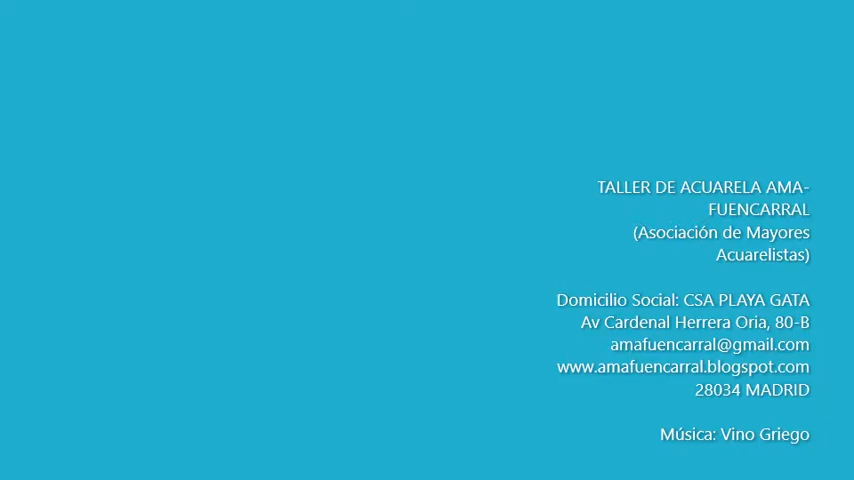 TALLER DE ACUARELA AMA-
FUENCARRAL
(Asociación de Mayores
Acuarelistas)
Domicilio Social: CSA PLAYA GATA
Av Cardenal Herrera Oria, 80-B
amafuencarral@gmail.com
www.amafuencarral.blogspot.com
28034 MADRID
Música: Vino Griego